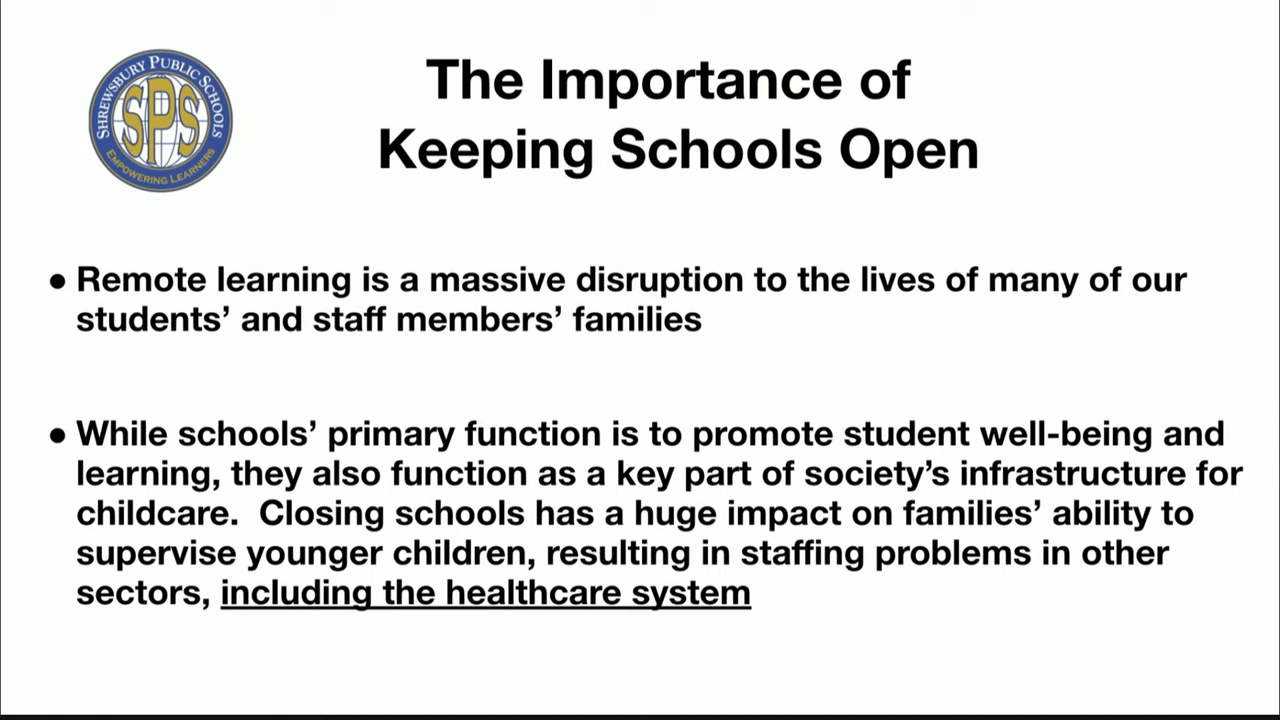 SHREWSBURY PUBLIC SCHOOLS
SPS
EMPOWERING LEARNERS
The Importance of
Keeping Schools Open
● Remote learning is a massive disruption to the lives of many of our
students’ and staff members’ families
● While schools’ primary function is to promote student well-being and
learning, they also function as a key part of society’s infrastructure for
childcare.  Closing schools has a huge impact on families’ ability to
supervise younger children, resulting in staffing problems in other
sectors, including the healthcare system